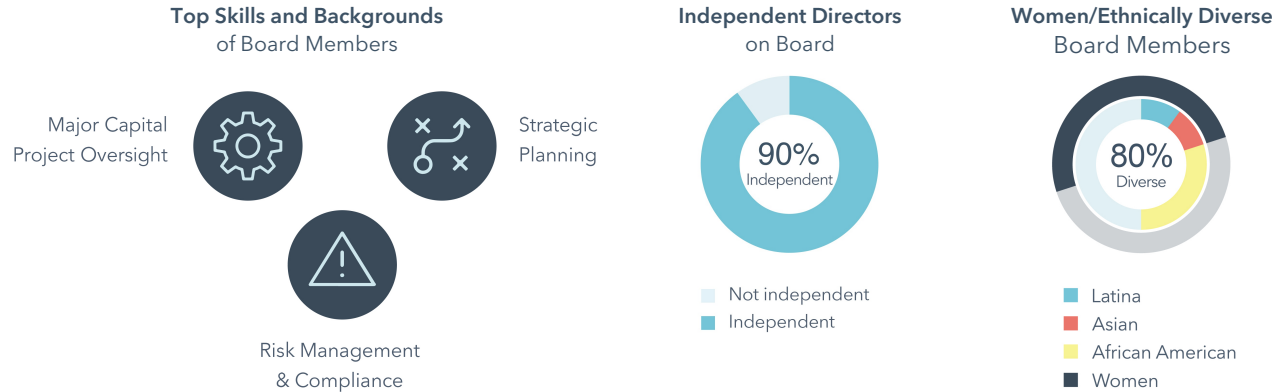 Top Skills and Backgrounds
of Board Members
Major Capital
Project Oversight
Strategic
Planning
Risk Management
& Compliance
Independent Directors
on Board
90%
Independent
Not independent
Independent
Women/Ethnically Diverse
Board Members
80%
Diverse
Latina
Asian
African American
Women